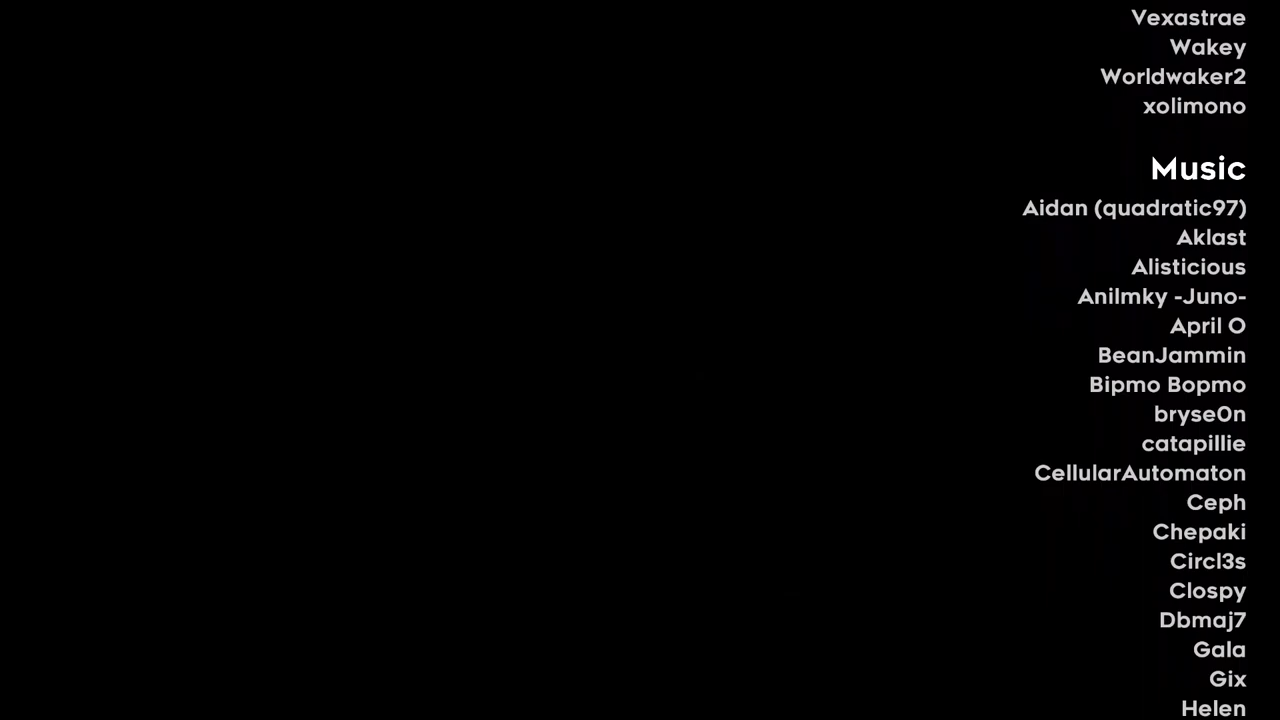 Vexastrae
Wakey
Worldwaker2
xolimono
Music
Aidan (quadratic97)
Aklast
Alisticious
Anilmky -Juno-
April O
BeanJammin
Bipmo Bopmo
bryse0n
catapillie
CellularAutomaton
Ceph
Chepaki
Circl3s
Clospy
Dbmaj7
Gala
Gix
Helen